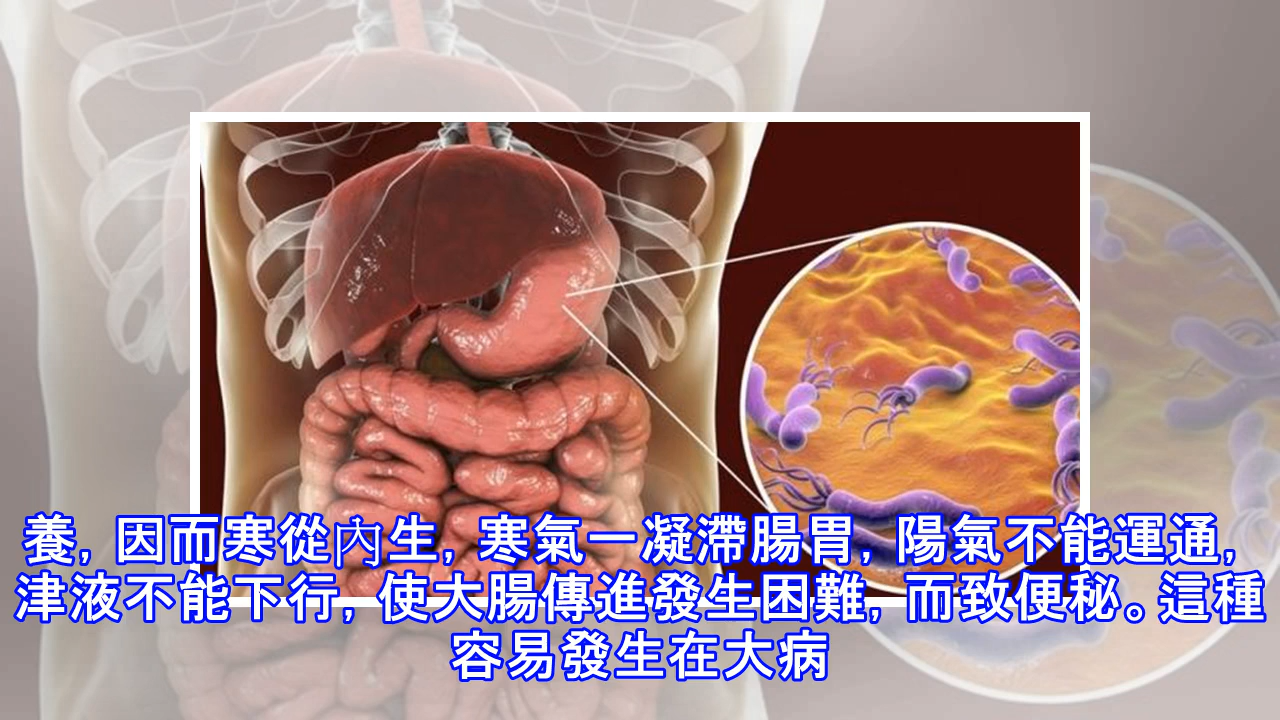 養, 因而寒從內生, 寒氣一凝滯腸胃, 陽氣不能運通,
津液不能下行, 使大腸傳進發生困難, 而致便秘。這種
容易發生在大病